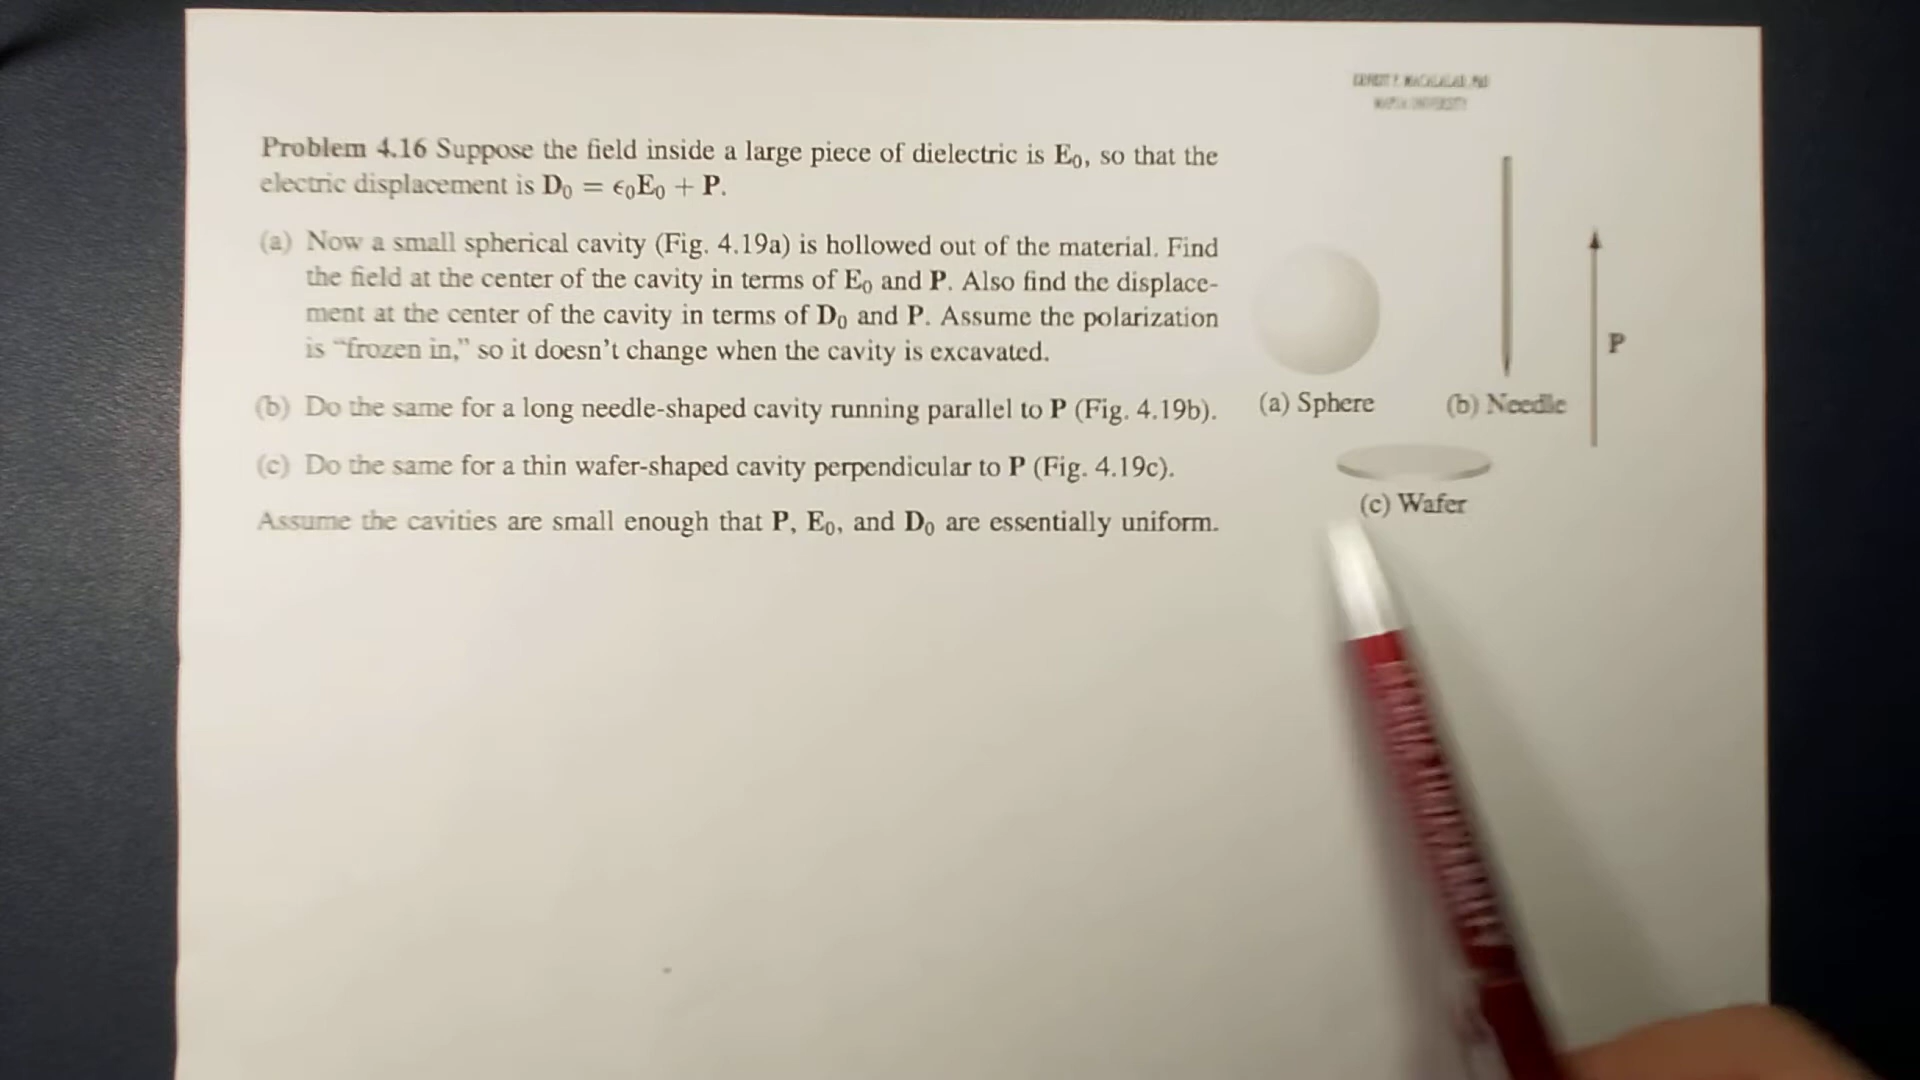 Problem 4.16 Suppose the field inside a large piece of dielectric is E₀, so that the
electric displacement is D₀ = ϵ₀E₀ + P.
(a) Now a small spherical cavity (Fig. 4.19a) is hollowed out of the material. Find
the field at the center of the cavity in terms of E₀ and P. Also find the displace-
ment at the center of the cavity in terms of D₀ and P. Assume the polarization
is “frozen in,” so it doesn’t change when the cavity is excavated.
(b) Do the same for a long needle-shaped cavity running parallel to P (Fig. 4.19b).
(c) Do the same for a thin wafer-shaped cavity perpendicular to P (Fig. 4.19c).
Assume the cavities are small enough that P, E₀, and D₀ are essentially uniform.
P
(a) Sphere
(b) Needle
(c) Wafer
UNIVERSITY